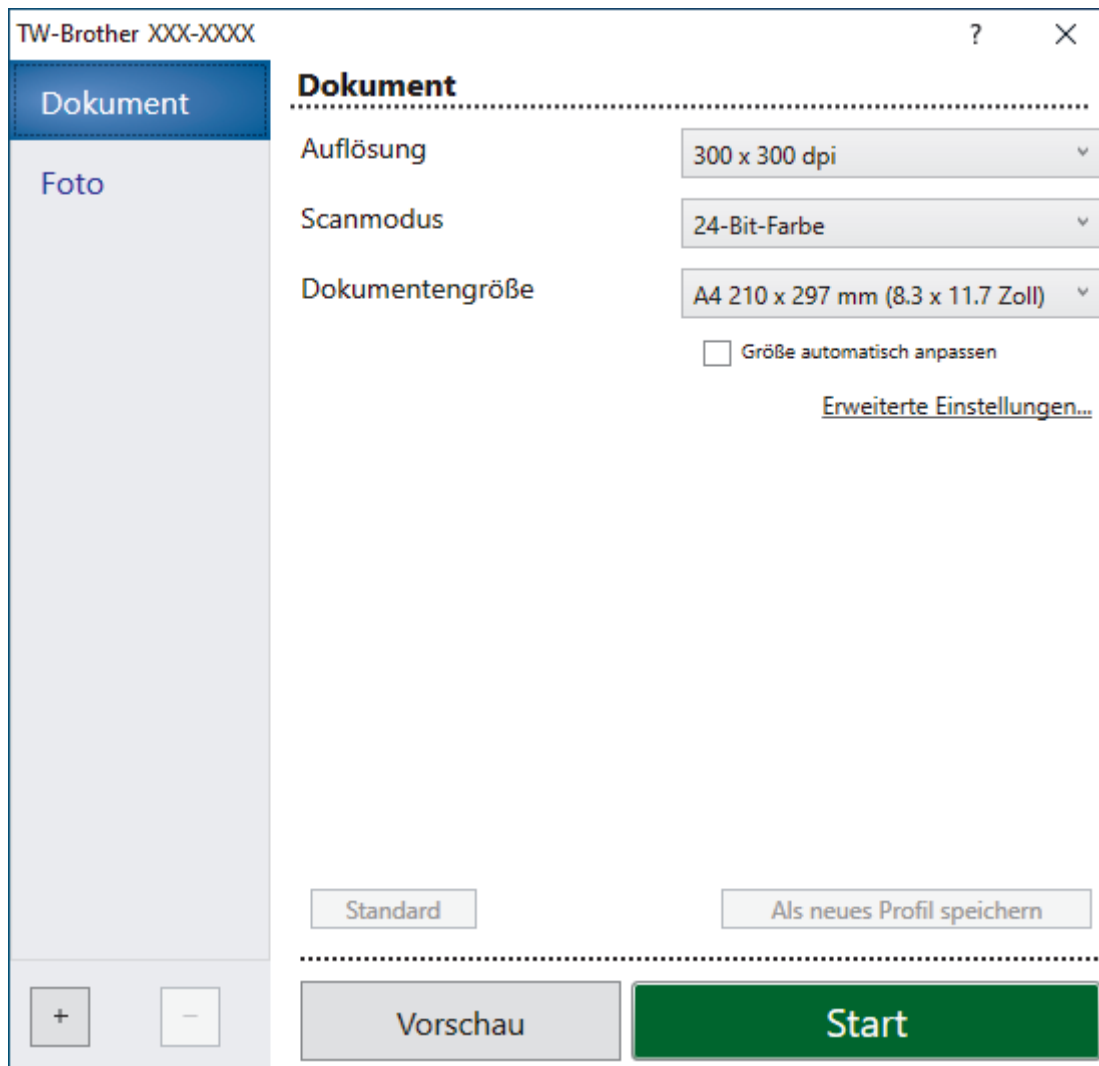 TW-Brother XXX-XXXX ?
Dokument
Foto
Dokument
Auflösung 300 x 300 dpi
Scanmodus 24-Bit-Farbe
Dokumentengröße A4 210 x 297 mm (8.3 x 11.7 Zoll)
Größe automatisch anpassen
Erweiterte Einstellungen...
Standard Als neues Profil speichern
+ −
Vorschau Start